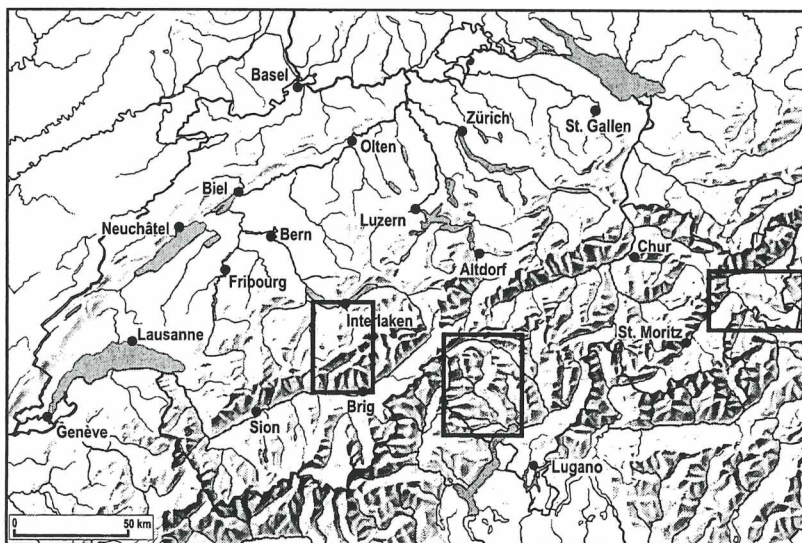 Basel
Zürich
St. Gallen
Olten
Biel
Luzern
Neuchâtel
Bern
Chur
Altdorf
Fribourg
Interlaken
Lausanne
St. Moritz
Brig
Sion
Genève
Lugano
0 50 km